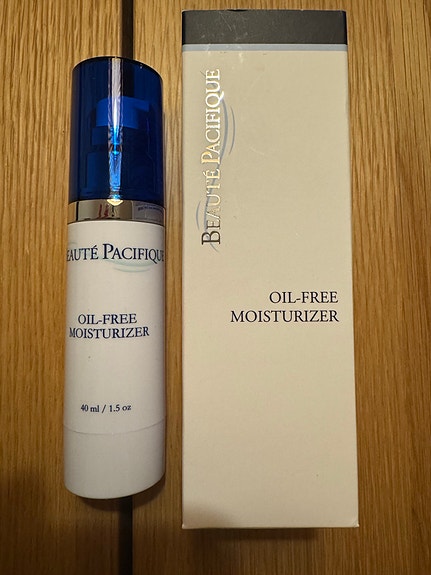 BEAUTÉ PACIFIQUE
OIL-FREE
MOISTURIZER
40 ml / 1.5 oz
BEAUTÉ PACIFIQUE
OIL-FREE
MOISTURIZER